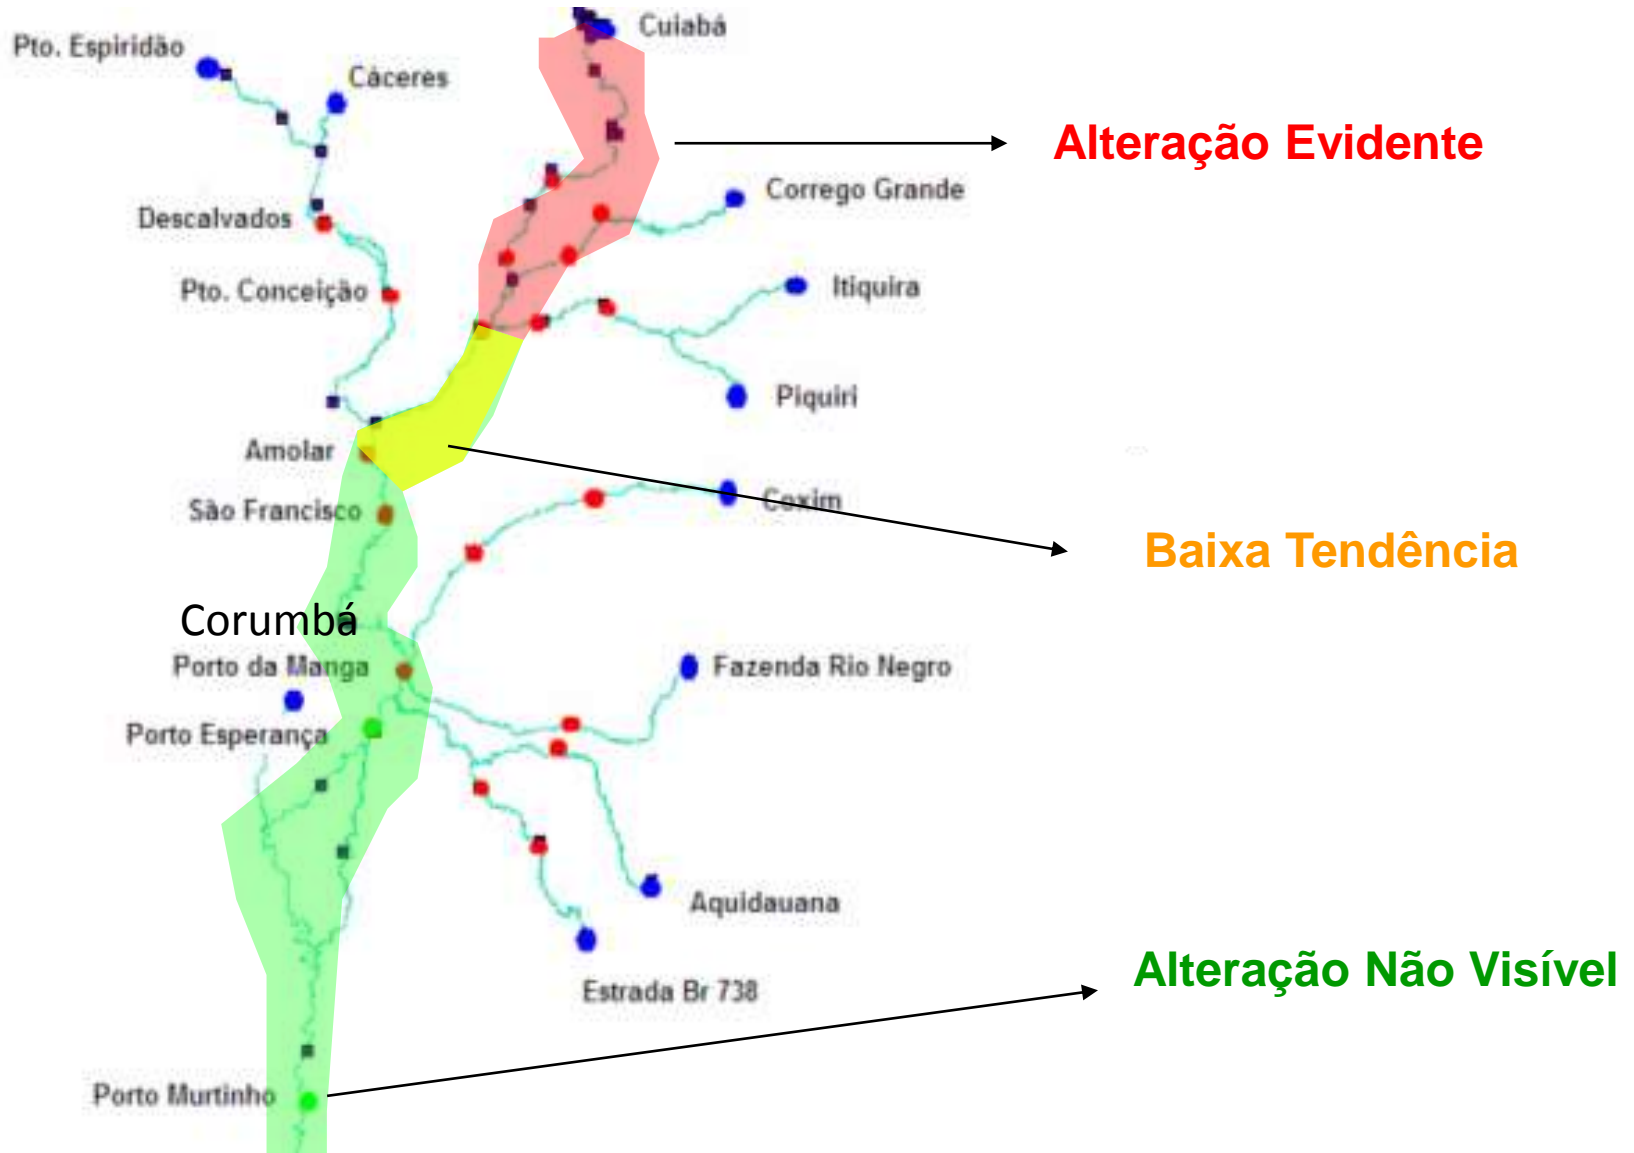 Cuiabá
Pto. Espiridão
Cáceres
Alteração Evidente
Corrego Grande
Descalvados
Pto. Conceição
Itiquira
Piquiri
Amolar
São Francisco
Coxim
Baixa Tendência
Corumbá
Porto da Manga
Fazenda Rio Negro
Porto Esperança
Aquidauana
Estrada Br 738
Alteração Não Visível
Porto Murtinho